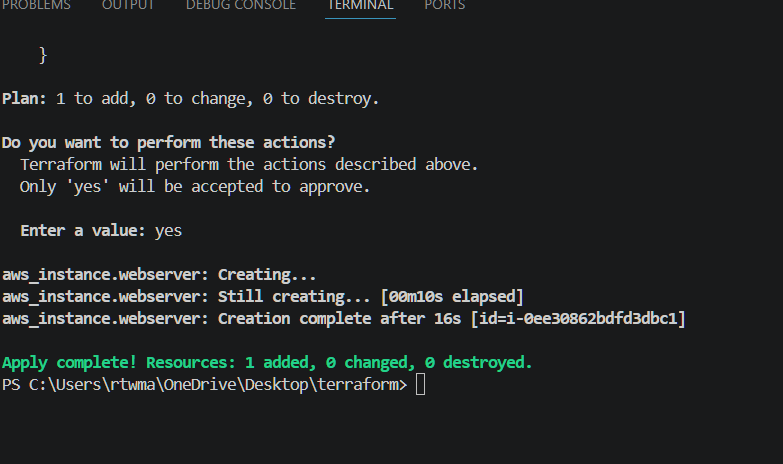 PROBLEMS OUTPUT DEBUG CONSOLE TERMINAL PORTS
}
Plan: 1 to add, 0 to change, 0 to destroy.
Do you want to perform these actions?
Terraform will perform the actions described above.
Only 'yes' will be accepted to approve.
Enter a value: yes
aws_instance.webserver: Creating...
aws_instance.webserver: Still creating... [00m10s elapsed]
aws_instance.webserver: Creation complete after 16s [id=i-0ee30862bdfd3dbc1]
Apply complete! Resources: 1 added, 0 changed, 0 destroyed.
PS C:\Users\rtwma\OneDrive\Desktop\terraform>